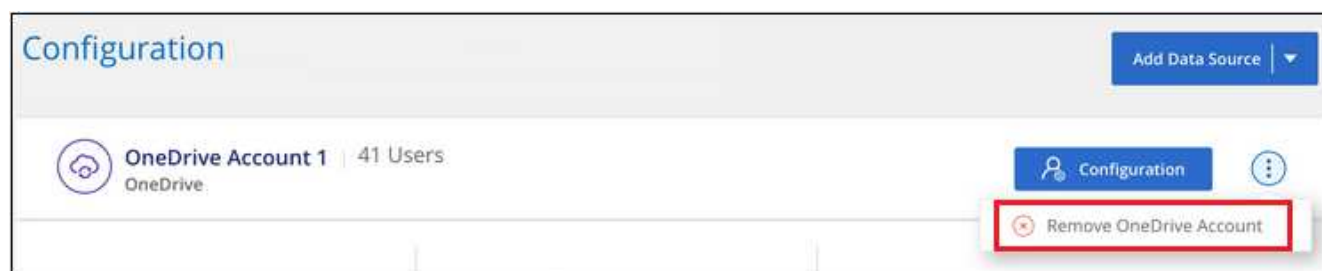 Configuration
Add Data Source
OneDrive Account 1 | 41 Users
OneDrive
Configuration
Remove OneDrive Account